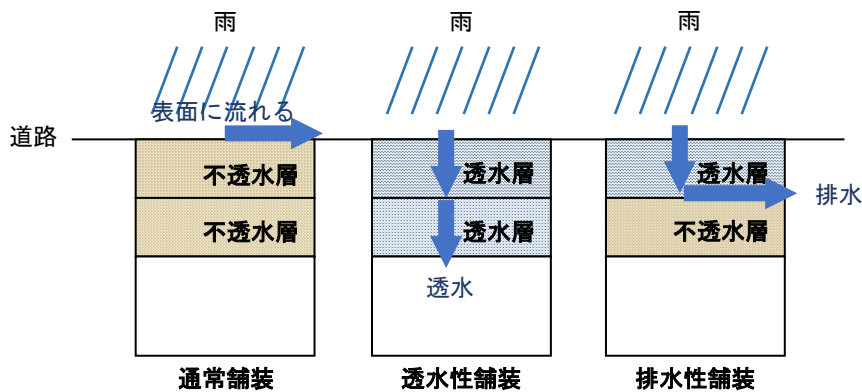 雨
雨
雨
表面に流れる
道路
不透水層
透水層
透水層
排水
不透水層
透水層
不透水層
透水
通常舗装
透水性舗装
排水性舗装